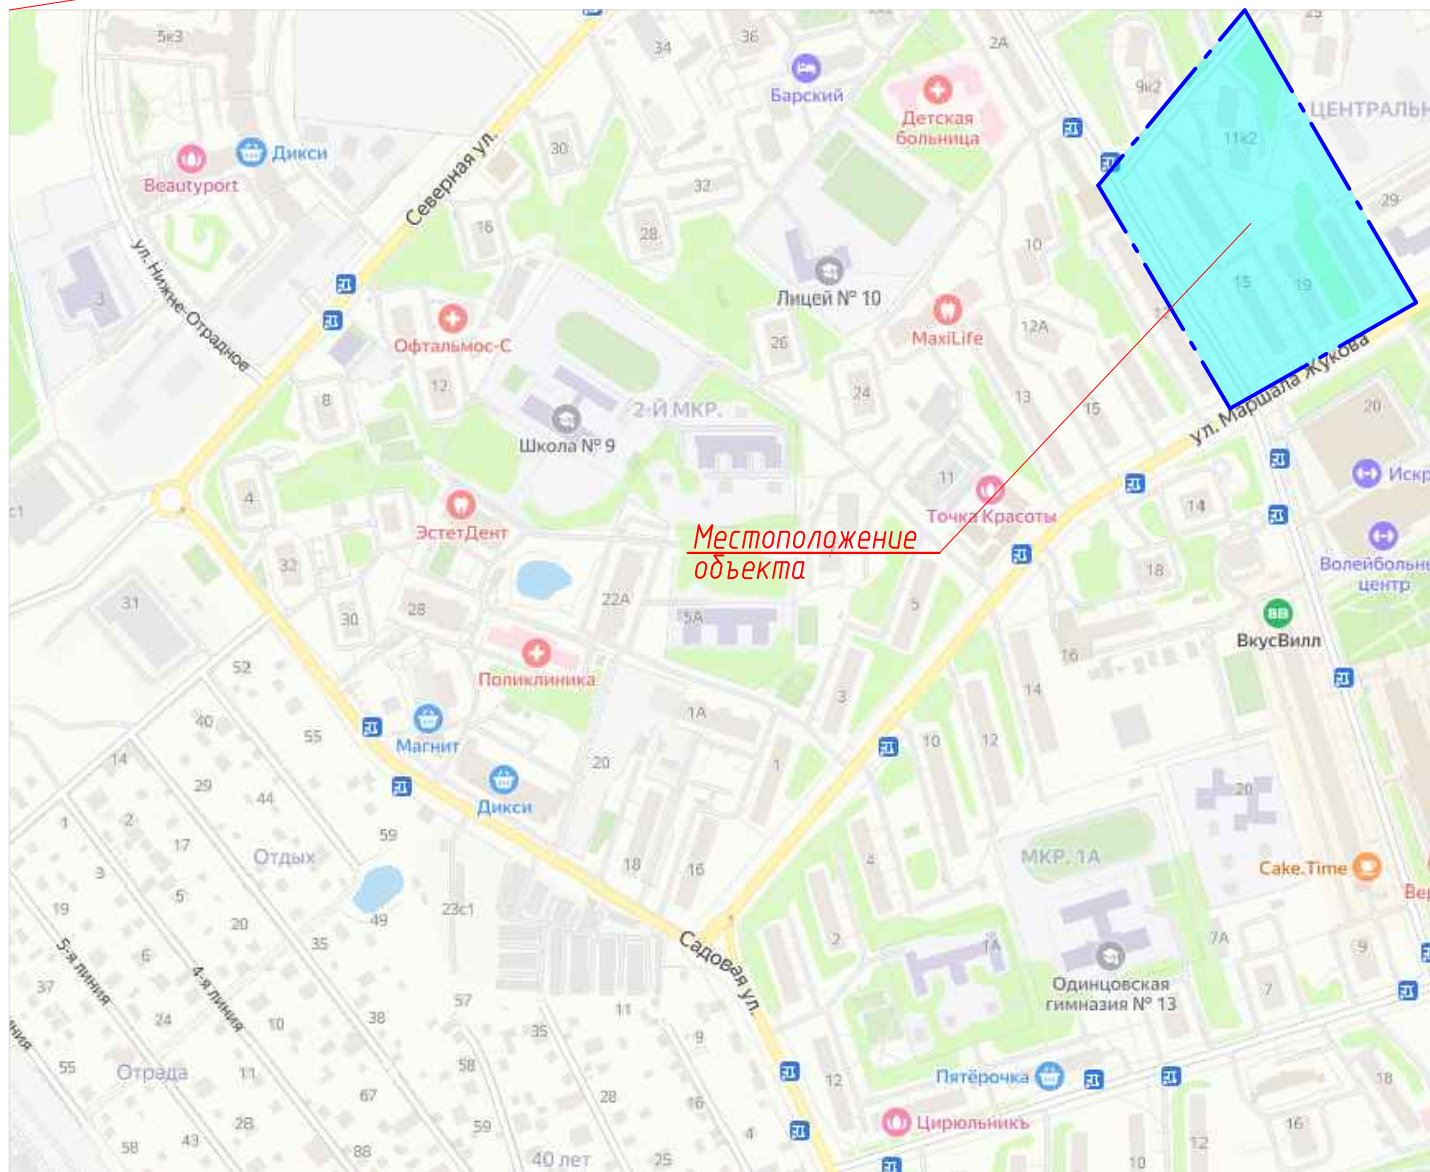 5к3
34
36
2А
25
Барский
9к2
ЦЕНТРАЛЬН
Детская
больница
Дикси
Beautyport
Северная ул.
30
32
11к2
29
16
28
10
ул. Нижне-Отрадное
3
Лицей № 10
15
19
Офтальмос-С
MaxiLife
12А
26
12
8
24
13
15
2-Й МКР.
ул. Маршала Жукова
20
Школа № 9
Искр
11
4
14
с1
ЭстетДент
Точка Красоты
Местоположение
объекта
Волейбольны
центр
32
18
31
28
22А
5
30
5А
ВкусВилл
52
16
Поликлиника
3
14
40
1А
55
Магнит
10
12
14
20
1
29
44
Дикси
20
1
2
59
17
Отдых
18
16
4
МКР. 1А
3
Cake.Time
5
19
49
23с1
Вер
20
35
2
1А
7А
9
Садовая ул.
6
5-я линия
4-я линия
Одинцовская
гимназия № 13
37
7
57
11
24
10
38
35
9
иния
55
Отрада
11
58
12
Пятёрочка
18
67
28
16
Цирюльникъ
28
59
4
16
58
43
88
40 лет
25
10
12